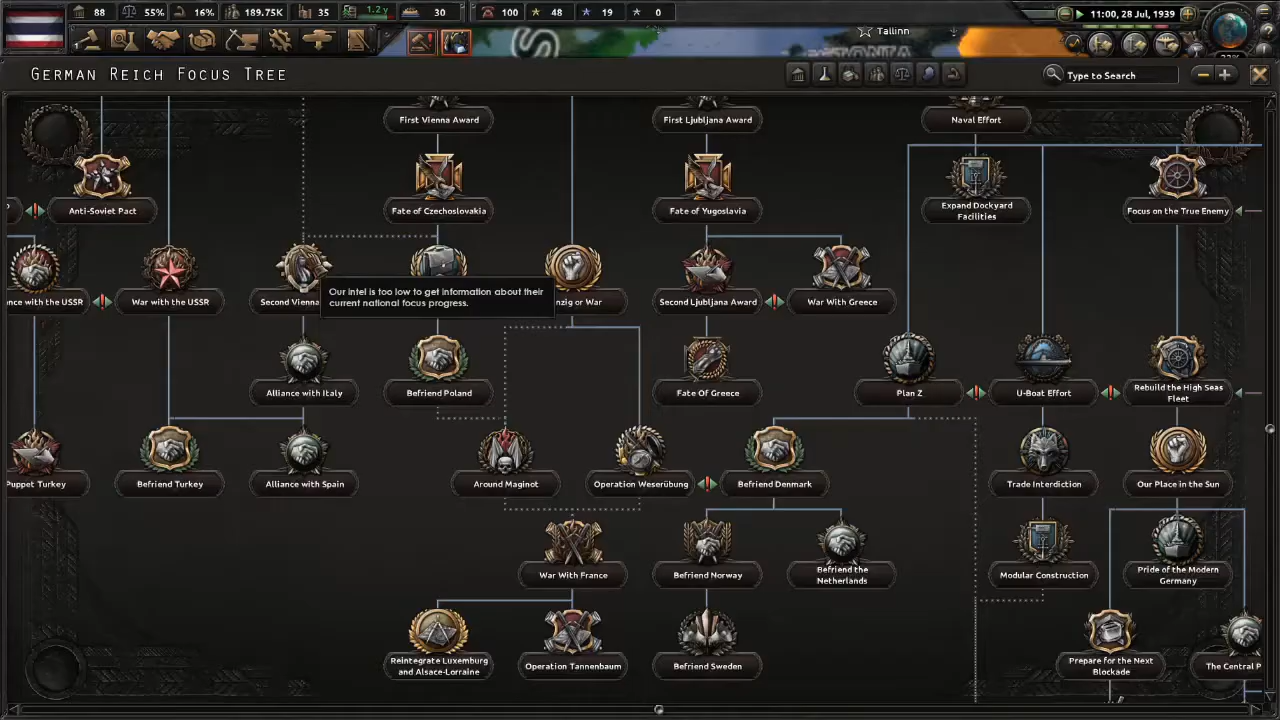 88
55%
16%
189.75K
35
1.2 y
30
100
48
19
0
11:00, 28 Jul, 1939
Tallinn
GERMAN REICH FOCUS TREE
Type to Search
First Vienna Award
First Ljubljana Award
Naval Effort
Anti-Soviet Pact
Fate of Czechoslovakia
Fate of Yugoslavia
Expand Dockyard
Facilities
Focus on the True Enemy
nce with the USSR
War with the USSR
Second Vienna
Our intel is too low to get information about their
current national focus progress.
nzig or War
Second Ljubljana Award
War With Greece
Alliance with Italy
Befriend Poland
Fate Of Greece
Plan Z
U-Boat Effort
Rebuild the High Seas
Fleet
Puppet Turkey
Befriend Turkey
Alliance with Spain
Around Maginot
Operation Weserübung
Befriend Denmark
Trade Interdiction
Our Place in the Sun
War With France
Befriend Norway
Befriend the
Netherlands
Modular Construction
Pride of the Modern
Germany
Reintegrate Luxemburg
and Alsace-Lorraine
Operation Tannenbaum
Befriend Sweden
Prepare for the Next
Blockade
The Central P